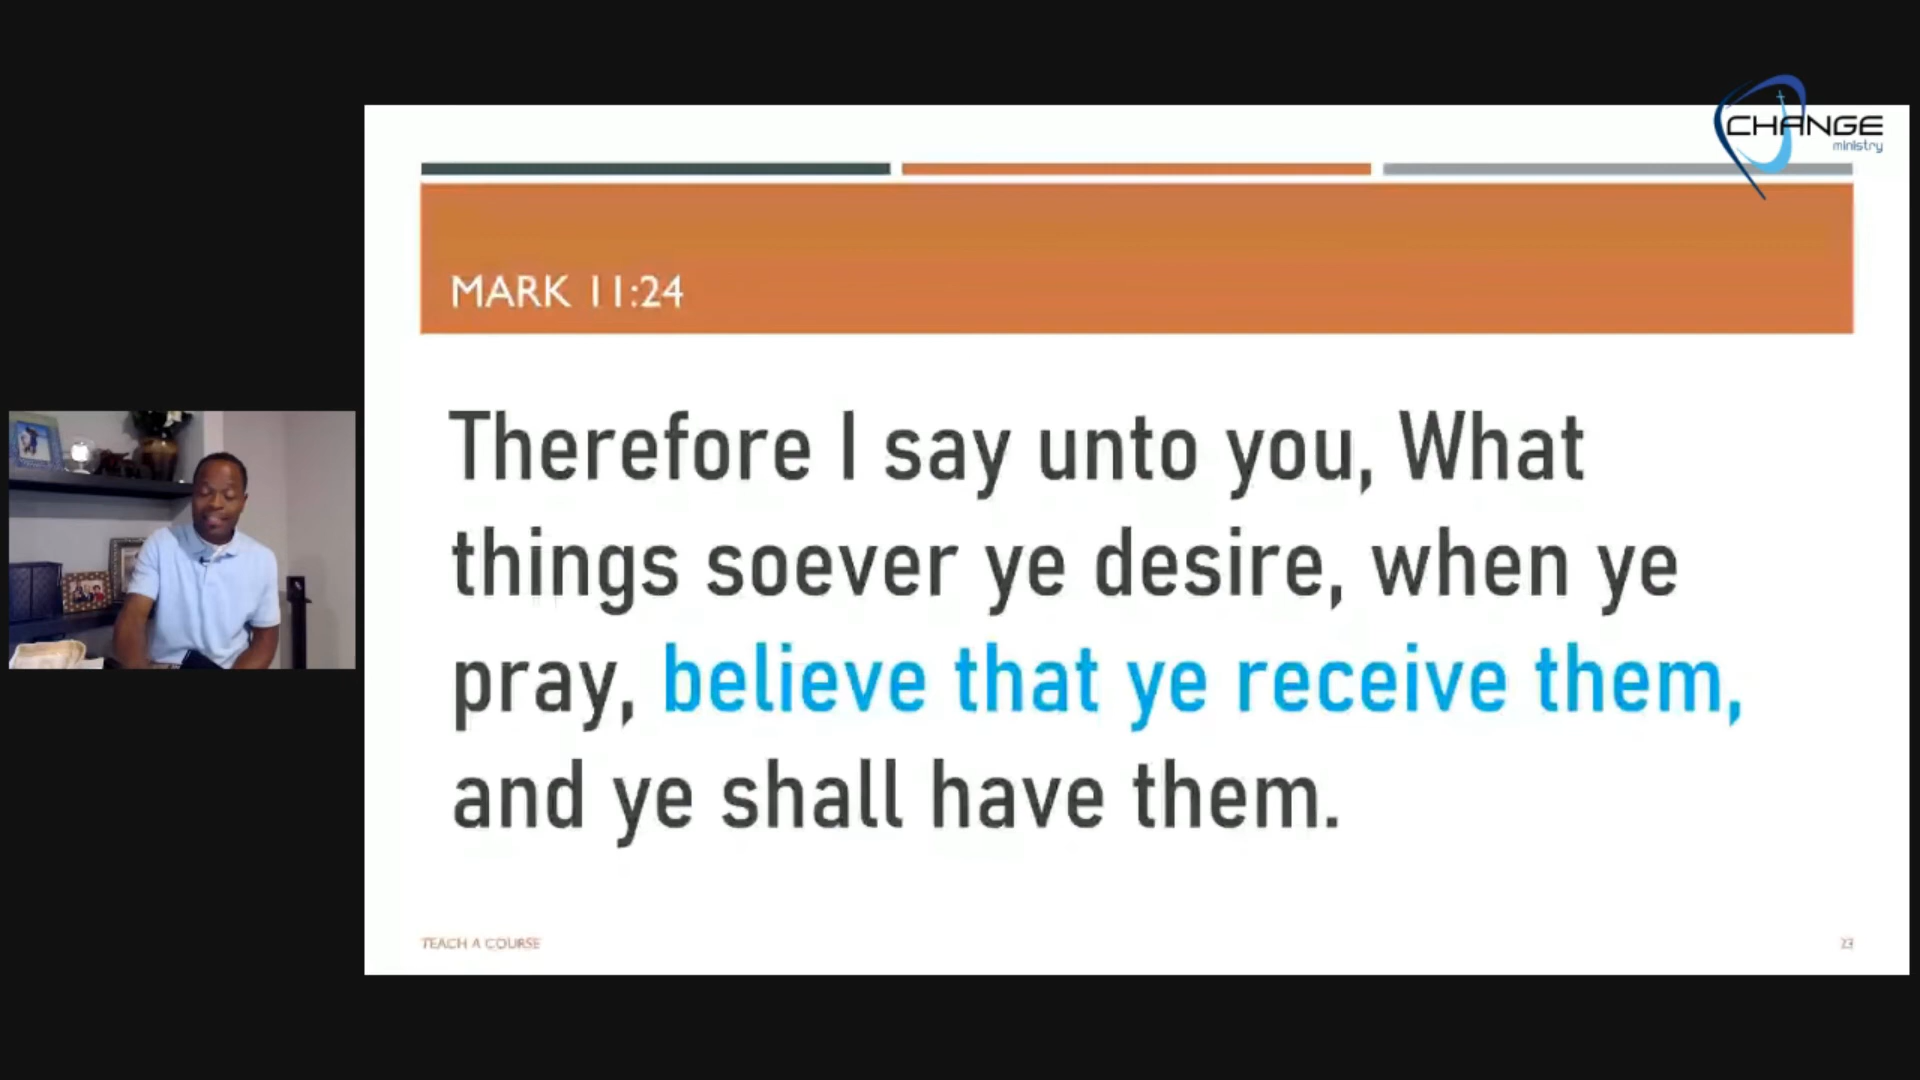 CHANGE
ministry
MARK 11:24
Therefore I say unto you, What
things soever ye desire, when ye
pray, believe that ye receive them,
and ye shall have them.
TEACH A COURSE
23